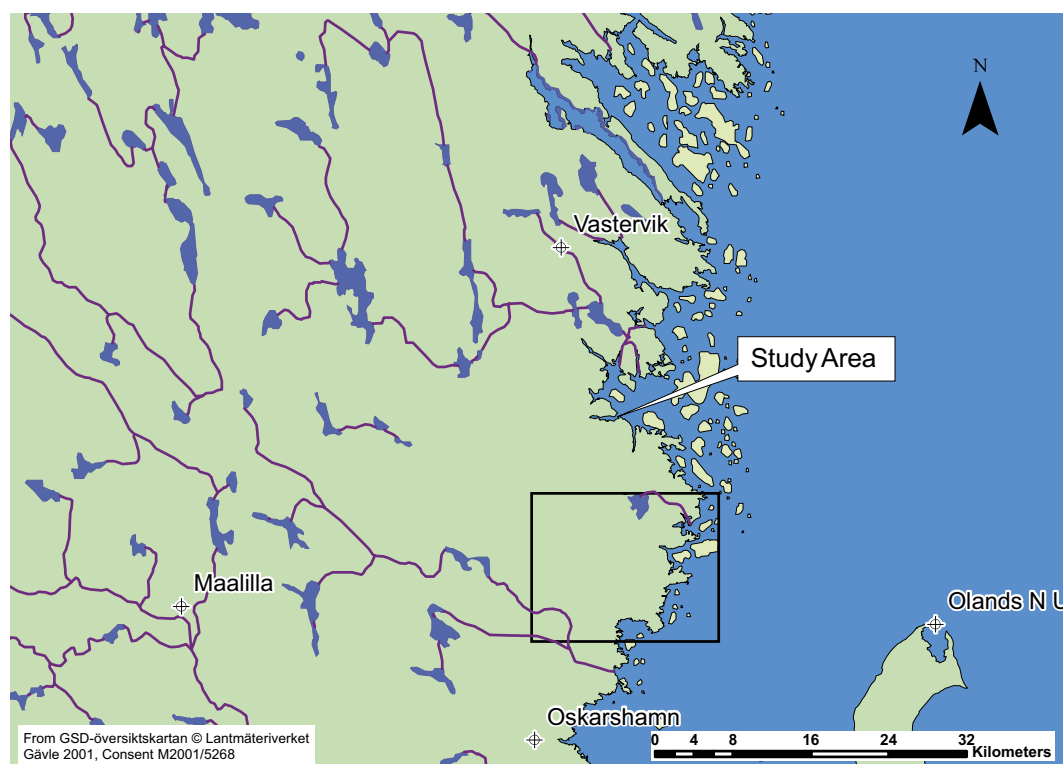 N
Vastervik
Study Area
Maalilla
Olands N U
Oskarshamn
From GSD-översiktskartan © Lantmäteriverket
Gävle 2001, Consent M2001/5268
0 4 8 16 24 32
Kilometers